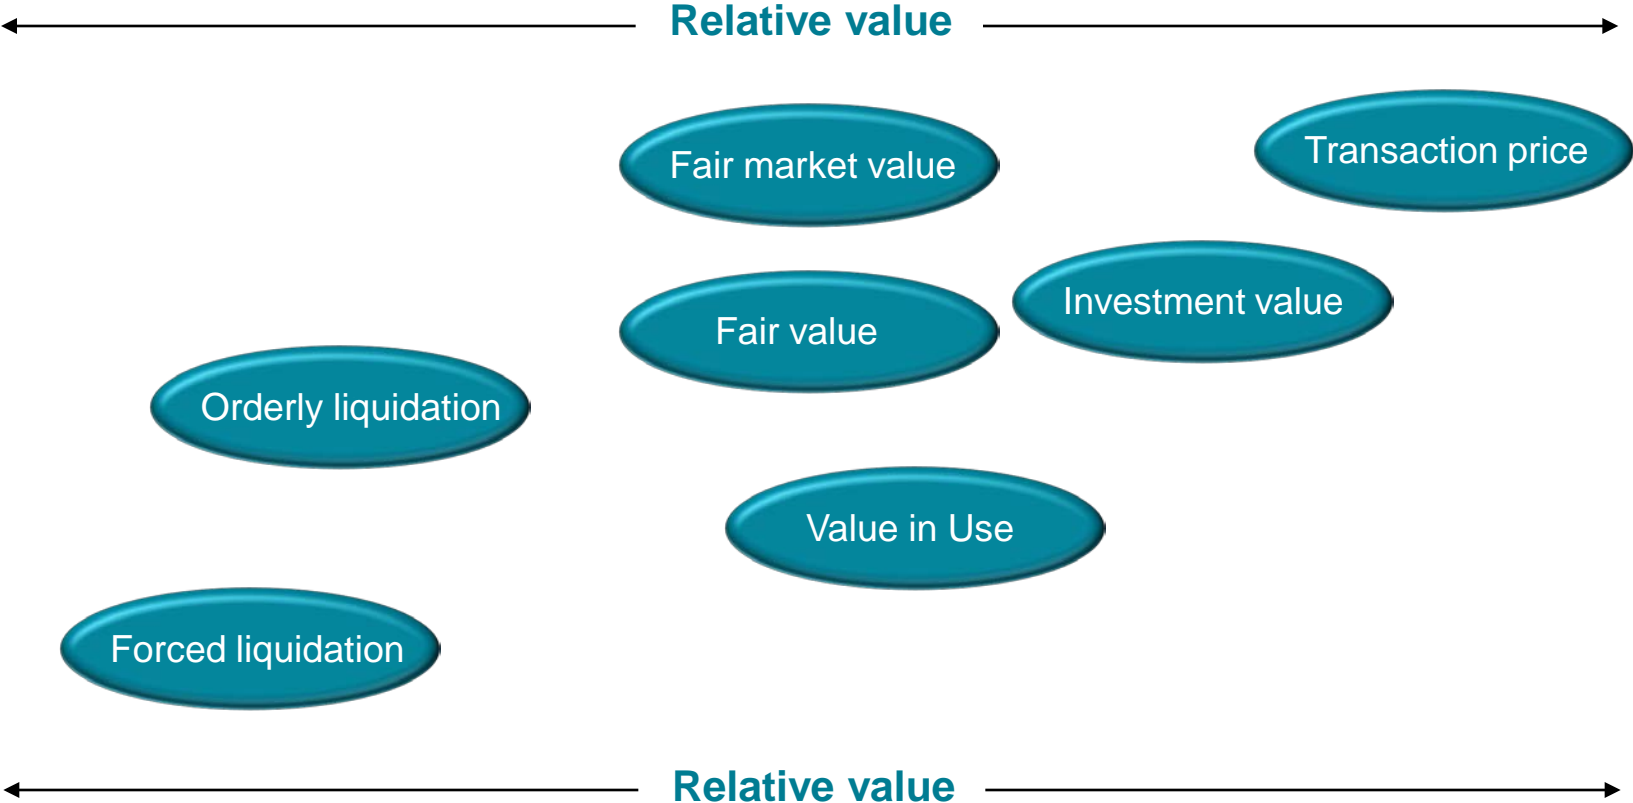 Relative value
Transaction price
Fair market value
Investment value
Fair value
Orderly liquidation
Value in Use
Forced liquidation
Relative value